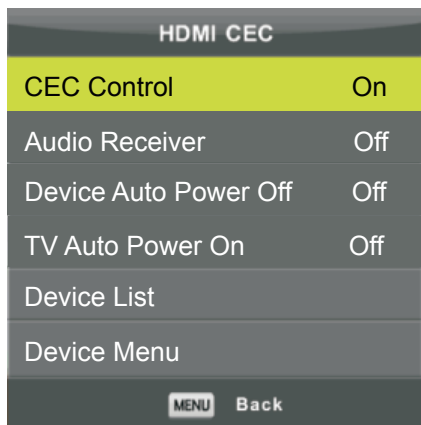 HDMI CEC
CEC Control On
Audio Receiver Off
Device Auto Power Off Off
TV Auto Power On Off
Device List
Device Menu
MENU Back